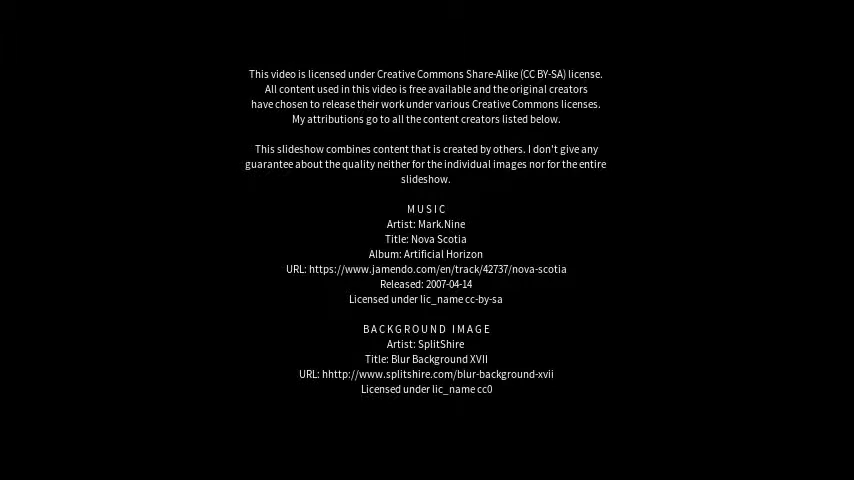 This video is licensed under Creative Commons Share-Alike (CC BY-SA) license.
All content used in this video is free available and the original creators
have chosen to release their work under various Creative Commons licenses.
My attributions go to all the content creators listed below.
This slideshow combines content that is created by others. I don't give any
guarantee about the quality neither for the individual images nor for the entire
slideshow.
MUSIC
Artist: Mark.Nine
Title: Nova Scotia
Album: Artificial Horizon
URL: https://www.jamendo.com/en/track/42737/nova-scotia
Released: 2007-04-14
Licensed under lic_name cc-by-sa
BACKGROUND IMAGE
Artist: SplitShire
Title: Blur Background XVII
URL: hhttp://www.splitshire.com/blur-background-xvii
Licensed under lic_name cc0